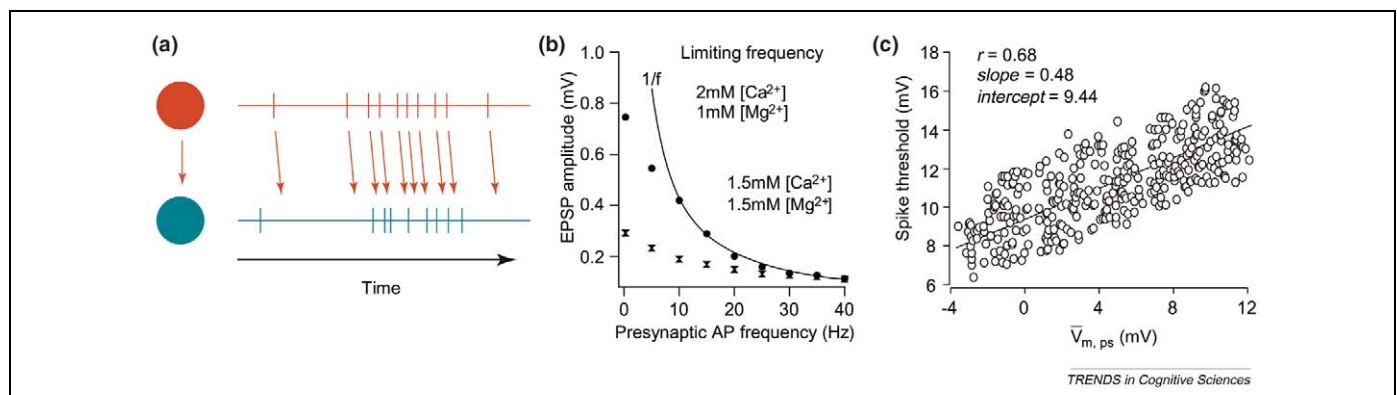 (a)
Time
(b)
EPSP amplitude (mV)
1.0
0.8
0.6
0.4
0.2
1/f
Limiting frequency
2mM [Ca²⁺]
1mM [Mg²⁺]
1.5mM [Ca²⁺]
1.5mM [Mg²⁺]
0 10 20 30 40
Presynaptic AP frequency (Hz)
(c)
Spike threshold (mV)
18
16
14
12
10
8
6
r = 0.68
slope = 0.48
intercept = 9.44
-4 0 4 8 12
V̅m, ps (mV)
TRENDS in Cognitive Sciences